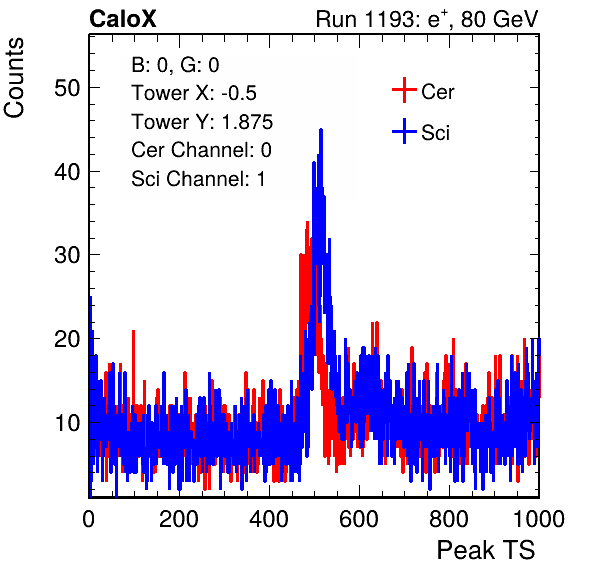 CaloX
Run 1193: e+, 80 GeV
B: 0, G: 0
Tower X: -0.5
Tower Y: 1.875
Cer Channel: 0
Sci Channel: 1
Cer
Sci
Counts
50
40
30
20
10
0 200 400 600 800 1000
Peak TS